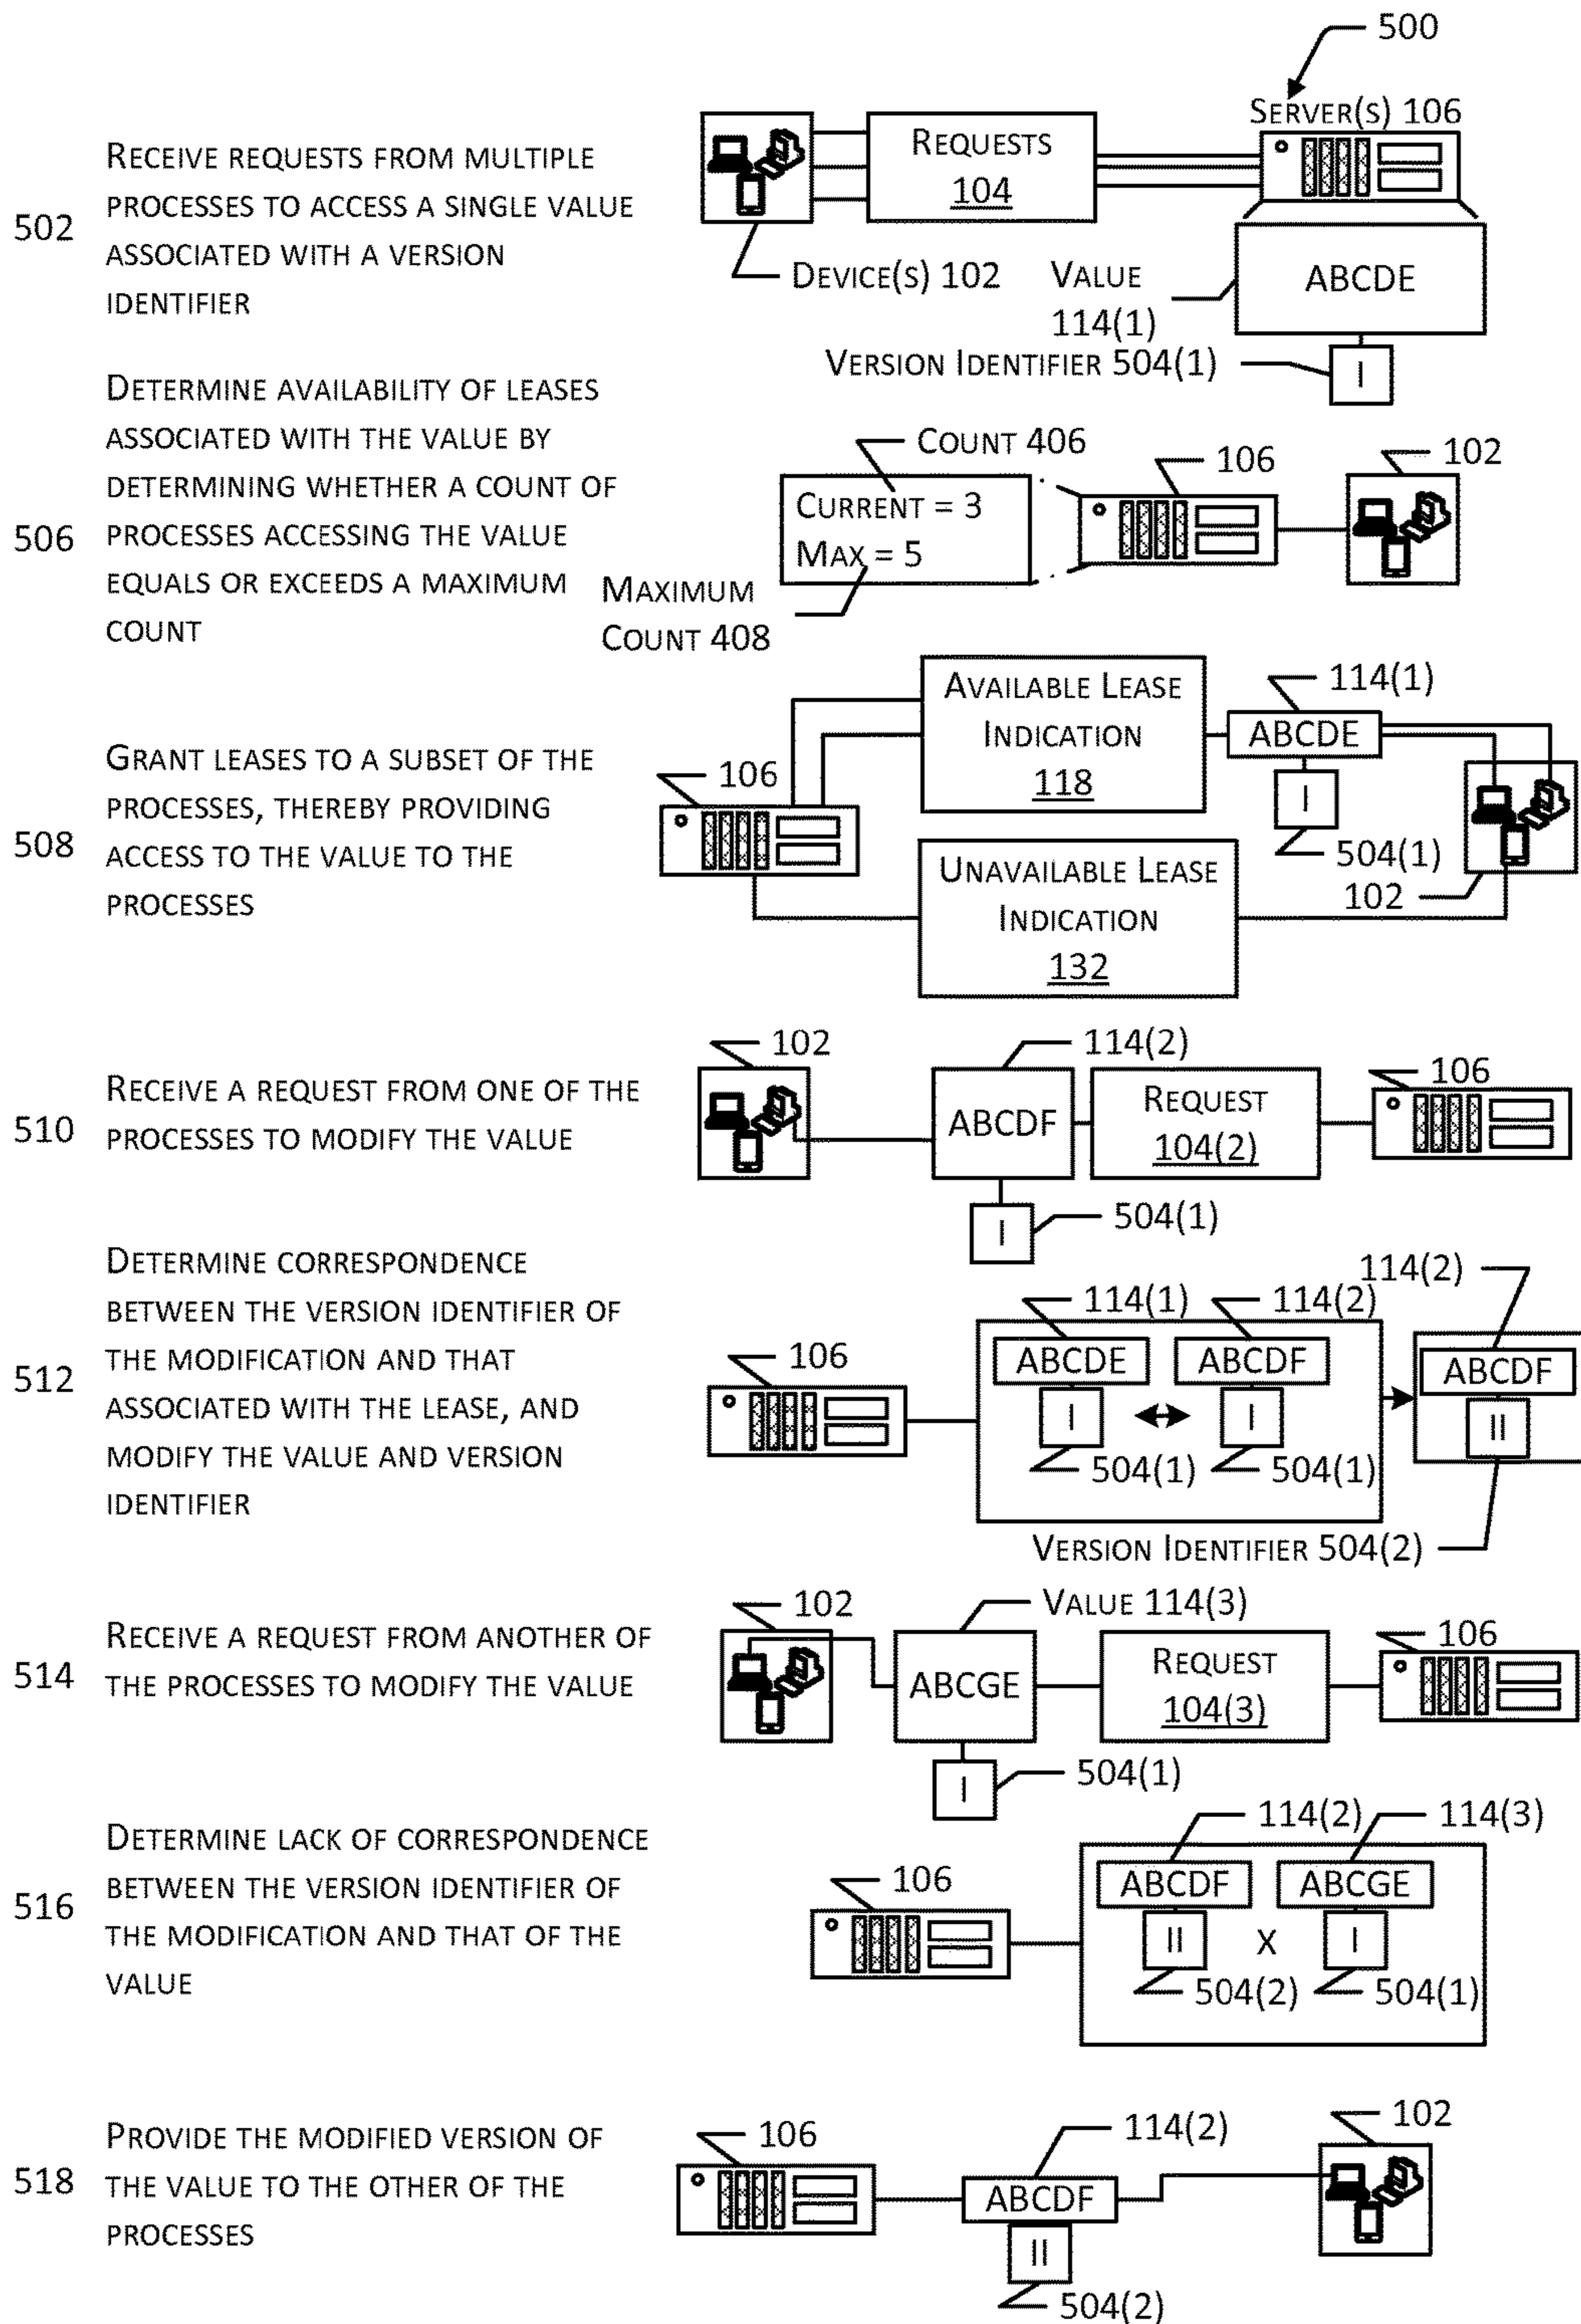 500
SERVER(S) 106
RECEIVE REQUESTS FROM MULTIPLE
PROCESSES TO ACCESS A SINGLE VALUE
ASSOCIATED WITH A VERSION
IDENTIFIER
502
REQUESTS
104
DEVICE(S) 102
VALUE
114(1)
ABCDE
VERSION IDENTIFIER 504(1)
I
DETERMINE AVAILABILITY OF LEASES
ASSOCIATED WITH THE VALUE BY
DETERMINING WHETHER A COUNT OF
PROCESSES ACCESSING THE VALUE
EQUALS OR EXCEEDS A MAXIMUM
COUNT
506
COUNT 406
CURRENT = 3
MAX = 5
MAXIMUM
COUNT 408
106
102
GRANT LEASES TO A SUBSET OF THE
PROCESSES, THEREBY PROVIDING
ACCESS TO THE VALUE TO THE
PROCESSES
508
106
AVAILABLE LEASE
INDICATION
118
114(1)
ABCDE
I
504(1)
102
UNAVAILABLE LEASE
INDICATION
132
RECEIVE A REQUEST FROM ONE OF THE
PROCESSES TO MODIFY THE VALUE
510
102
114(2)
ABCDF
I
504(1)
REQUEST
104(2)
106
DETERMINE CORRESPONDENCE
BETWEEN THE VERSION IDENTIFIER OF
THE MODIFICATION AND THAT
ASSOCIATED WITH THE LEASE, AND
MODIFY THE VALUE AND VERSION
IDENTIFIER
512
106
114(1)
114(2)
114(2)
ABCDE
ABCDF
ABCDF
I
I
II
504(1)
504(1)
VERSION IDENTIFIER 504(2)
RECEIVE A REQUEST FROM ANOTHER OF
THE PROCESSES TO MODIFY THE VALUE
514
102
VALUE 114(3)
ABCGE
I
504(1)
REQUEST
104(3)
106
DETERMINE LACK OF CORRESPONDENCE
BETWEEN THE VERSION IDENTIFIER OF
THE MODIFICATION AND THAT OF THE
VALUE
516
106
114(2)
114(3)
ABCDF
ABCGE
II
X
I
504(2)
504(1)
PROVIDE THE MODIFIED VERSION OF
THE VALUE TO THE OTHER OF THE
PROCESSES
518
106
114(2)
ABCDF
II
504(2)
102